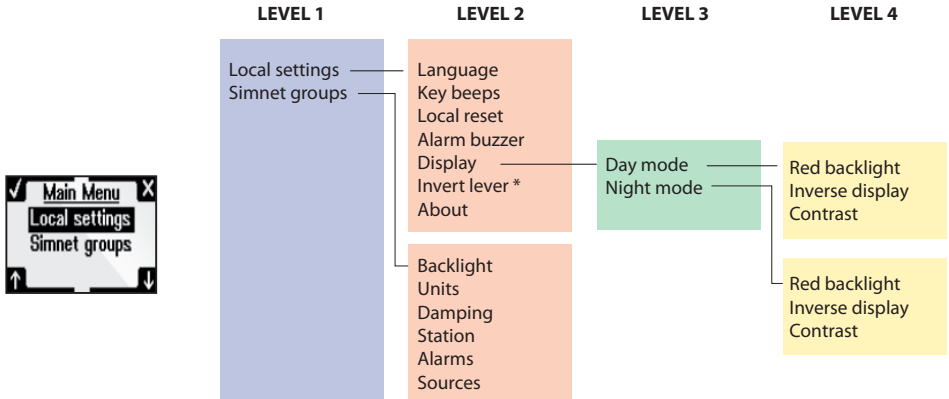 LEVEL 1
LEVEL 2
LEVEL 3
LEVEL 4
Main Menu
Local settings
Simnet groups
Local settings
Simnet groups
Language
Key beeps
Local reset
Alarm buzzer
Display
Invert lever *
About
Backlight
Units
Damping
Station
Alarms
Sources
Day mode
Night mode
Red backlight
Inverse display
Contrast
Red backlight
Inverse display
Contrast